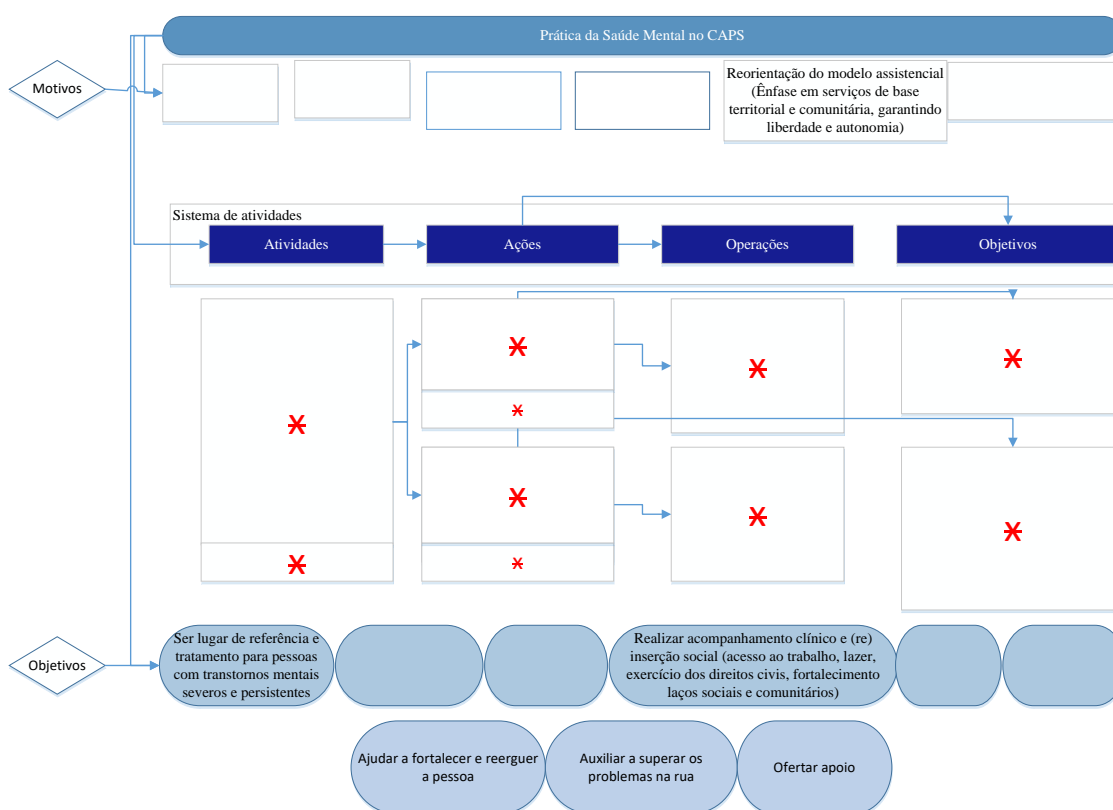 Prática da Saúde Mental no CAPS
Motivos
Reorientação do modelo assistencial
(Ênfase em serviços de base
territorial e comunitária, garantindo
liberdade e autonomia)
Sistema de atividades
Atividades
Ações
Operações
Objetivos
*
*
*
*
*
*
*
*
*
*
Objetivos
Ser lugar de referência e
tratamento para pessoas
com transtornos mentais
severos e persistentes
Realizar acompanhamento clínico e (re)
inserção social (acesso ao trabalho, lazer,
exercício dos direitos civis, fortalecimento
laços sociais e comunitários)
Ajudar a fortalecer e reerguer
a pessoa
Auxiliar a superar os
problemas na rua
Ofertar apoio